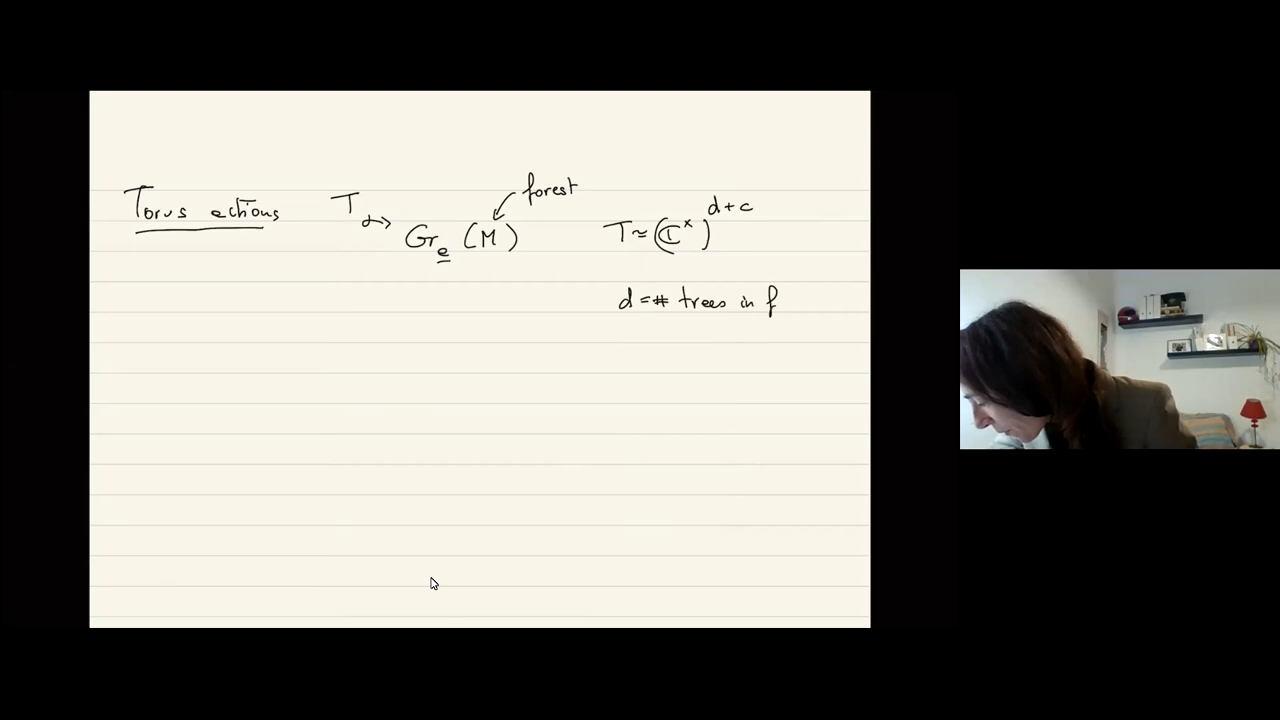 forest
Torus actions T ⤳ Gr_e (M) T ≃ (ℂ^×)^{d+c}
d = # trees in f